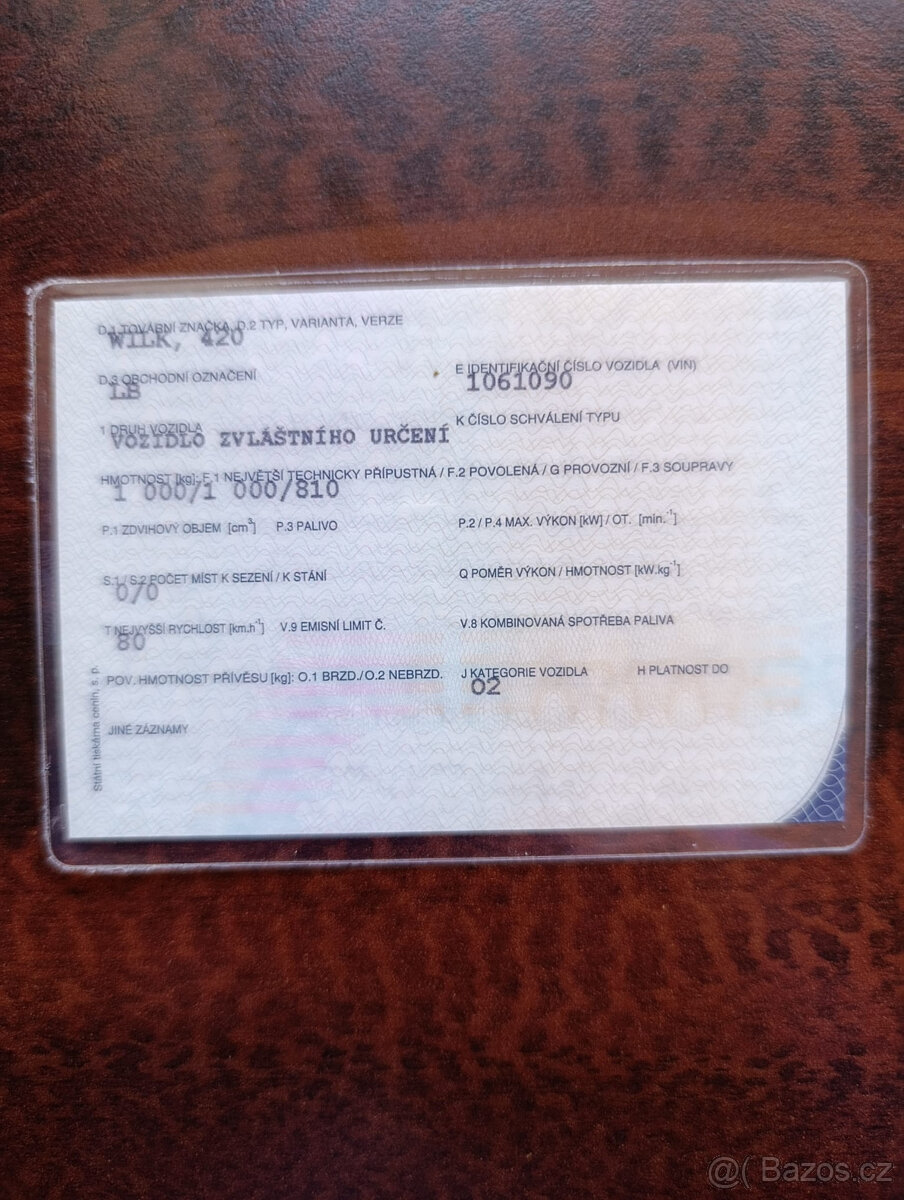 D.1 TOVÁRNÍ ZNAČKA, D.2 TYP, VARIANTA, VERZE
WILK, 420
D.3 OBCHODNÍ OZNAČENÍ
LB
E IDENTIFIKAČNÍ ČÍSLO VOZIDLA (VIN)
1061090
1 DRUH VOZIDLA
VOZIDLO ZVLÁŠTNÍHO URČENÍ
K ČÍSLO SCHVÁLENÍ TYPU
HMOTNOST [kg]: F.1 NEJVĚTŠÍ TECHNICKY PŘÍPUSTNÁ / F.2 POVOLENÁ / G PROVOZNÍ / F.3 SOUPRAVY
1 000/1 000/810
P.1 ZDVIHOVÝ OBJEM [cm³] P.3 PALIVO
P.2 / P.4 MAX. VÝKON [kW] / OT. [min.⁻¹]
S.1 / S.2 POČET MÍST K SEZENÍ / K STÁNÍ
0/0
Q POMĚR VÝKON / HMOTNOST [kW.kg⁻¹]
T NEJVYŠŠÍ RYCHLOST [km.h⁻¹] V.9 EMISNÍ LIMIT Č.
80
V.8 KOMBINOVANÁ SPOTŘEBA PALIVA
POV. HMOTNOST PŘÍVĚSU [kg]: O.1 BRZD./O.2 NEBRZD.
J KATEGORIE VOZIDLA H PLATNOST DO
O2
JINÉ ZÁZNAMY
Státní tiskárna cenin, s. p.
@( Bazos.cz